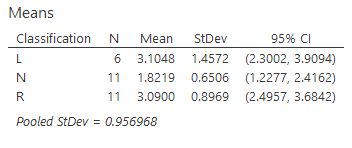 Means
Classification N Mean StDev 95% CI
L 6 3.1048 1.4572 (2.3002, 3.9094)
N 11 1.8219 0.6506 (1.2277, 2.4162)
R 11 3.0900 0.8969 (2.4957, 3.6842)
Pooled StDev = 0.956968